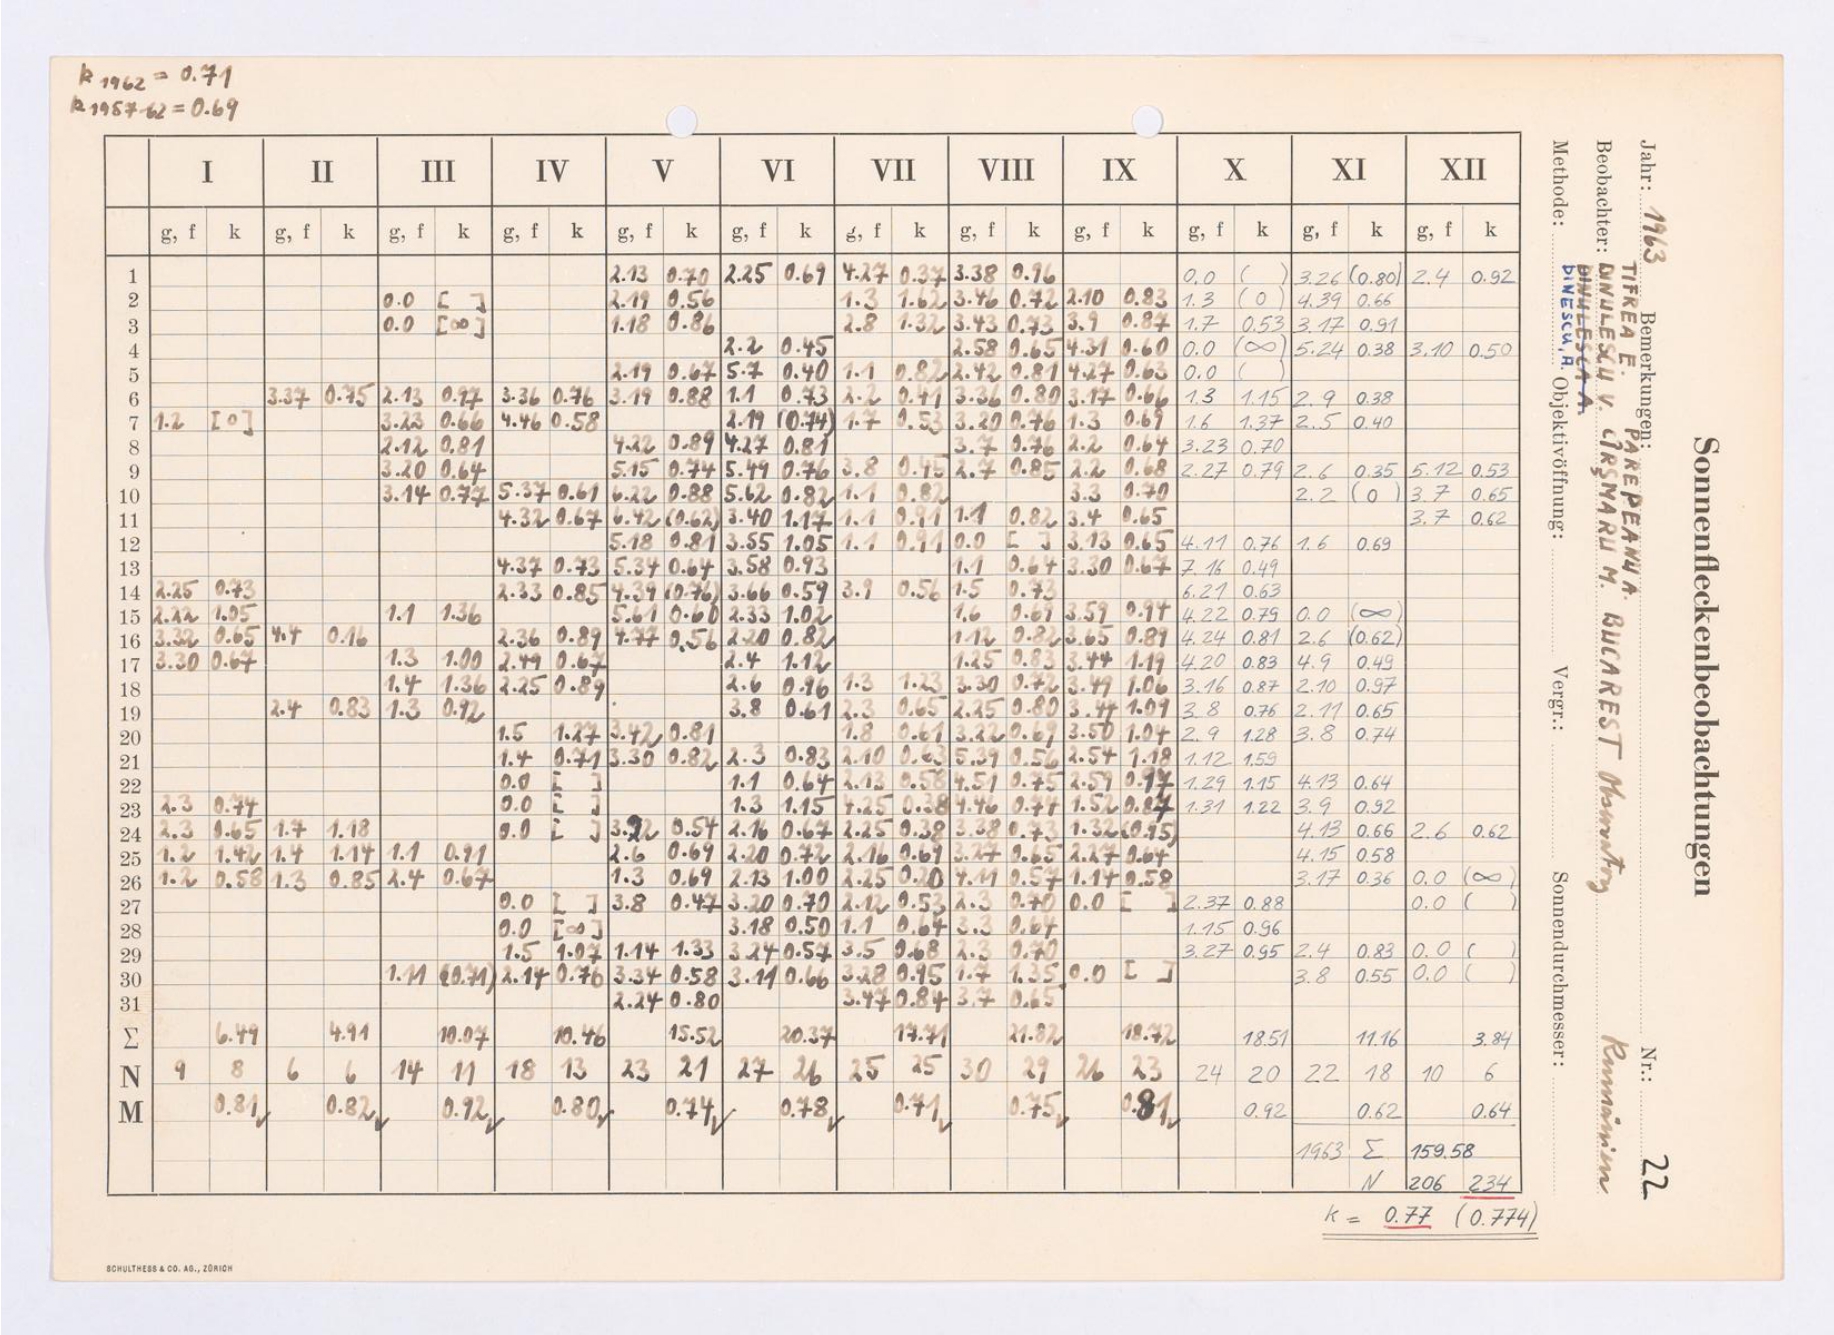 k 1962 = 0.71
k 1957-62 = 0.69
I II III IV V VI VII VIII IX X XI XII
g, f k g, f k g, f k g, f k g, f k g, f k g, f k g, f k g, f k g, f k g, f k g, f k
1 2.13 0.70 2.25 0.69 4.27 0.37 3.38 0.96 0.0 ( ) 3.26 (0.80) 2.4 0.92
2 0.0 [ ] 2.19 0.56 1.3 1.62 3.46 0.72 2.10 0.83 1.3 (0) 4.39 0.66
3 0.0 [∞] 1.18 0.86 2.8 1.32 3.43 0.73 3.9 0.87 1.7 0.53 3.17 0.91
4 2.2 0.45 2.58 0.65 4.31 0.60 0.0 (∞) 5.24 0.38 3.10 0.50
5 2.19 0.67 5.7 0.40 1.1 0.82 2.42 0.81 4.27 0.63 0.0 ( )
6 3.37 0.75 2.13 0.97 3.36 0.76 3.19 0.88 1.1 0.73 2.2 0.41 3.36 0.80 3.17 0.66 1.3 1.15 2.9 0.38
7 1.2 [0] 3.23 0.66 4.46 0.58 2.19 (0.74) 1.7 0.53 3.20 0.76 1.3 0.69 1.6 1.37 2.5 0.40
8 2.12 0.81 4.22 0.89 4.27 0.81 3.7 0.76 2.2 0.64 3.23 0.70
9 3.20 0.64 5.15 0.74 5.49 0.76 3.8 0.45 2.7 0.85 2.2 0.68 2.27 0.79 2.6 0.35 5.12 0.53
10 3.14 0.77 5.37 0.61 6.22 0.88 5.62 0.82 1.1 0.82 3.3 0.70 2.2 (0) 3.7 0.65
11 4.32 0.67 6.42 (0.62) 3.40 1.17 1.1 0.91 1.1 0.82 3.4 0.65 3.7 0.62
12 5.18 0.81 3.55 1.05 1.1 0.91 0.0 [ ] 3.13 0.65 4.11 0.76 1.6 0.69
13 4.37 0.73 5.34 0.64 3.58 0.93 1.1 0.64 3.30 0.67 7.16 0.49
14 2.25 0.73 2.33 0.85 4.39 (0.76) 3.66 0.59 3.9 0.56 1.5 0.73 6.21 0.63
15 2.22 1.05 1.1 1.36 5.61 0.60 2.33 1.02 1.6 0.69 3.59 0.94 4.22 0.79 0.0 (∞)
16 3.32 0.65 4.4 0.16 2.36 0.89 4.77 0.56 2.20 0.82 1.12 0.82 3.65 0.89 4.24 0.81 2.6 (0.62)
17 3.30 0.67 1.3 1.00 2.49 0.67 2.4 1.12 1.25 0.83 3.44 1.19 4.20 0.83 4.9 0.49
18 1.4 1.36 2.25 0.89 2.6 0.96 1.3 1.23 3.30 0.72 3.49 1.06 3.16 0.87 2.10 0.97
19 2.4 0.83 1.3 0.92 3.8 0.61 2.3 0.65 2.25 0.80 3.41 1.09 3.8 0.76 2.11 0.65
20 1.5 1.27 3.42 0.81 1.8 0.61 3.22 0.69 3.50 1.04 2.9 1.28 3.8 0.74
21 1.4 0.71 3.30 0.82 2.3 0.83 2.10 0.63 5.39 0.56 2.54 1.18 1.12 1.59
22 0.0 [ ] 1.1 0.64 2.13 0.58 4.51 0.75 2.59 0.97 1.29 1.15 4.13 0.64
23 2.3 0.74 0.0 [ ] 1.3 1.15 4.25 0.38 4.46 0.74 1.52 0.87 1.31 1.22 3.9 0.92
24 2.3 0.65 1.7 1.18 0.0 [ ] 3.22 0.54 2.16 0.67 2.25 0.38 3.38 0.73 1.32 (0.95) 4.13 0.66 2.6 0.62
25 1.2 1.42 1.4 1.14 1.1 0.91 2.6 0.69 2.20 0.72 2.16 0.69 3.27 0.65 2.27 0.64 4.15 0.58
26 1.2 0.58 1.3 0.85 2.4 0.67 1.3 0.69 2.13 1.00 2.25 0.20 4.11 0.57 1.14 0.58 3.17 0.36 0.0 (∞)
27 0.0 [ ] 3.8 0.47 3.20 0.70 2.12 0.53 2.3 0.70 0.0 [ ] 2.37 0.88 0.0 ( )
28 0.0 [∞] 3.18 0.50 1.1 0.64 3.3 0.64 1.15 0.96
29 1.5 1.07 1.14 1.33 3.24 0.57 3.5 0.68 2.3 0.70 3.27 0.95 2.4 0.83 0.0 ( )
30 1.11 (0.71) 2.14 0.76 3.34 0.58 3.11 0.66 3.28 0.95 1.7 1.35 0.0 [ ] 3.8 0.55 0.0 ( )
31 2.24 0.80 3.47 0.84 3.7 0.65
Σ 6.49 4.91 10.07 10.46 15.52 20.37 17.71 21.82 18.72 18.51 11.16 3.84
N 9 8 6 6 14 11 18 13 23 21 27 26 25 25 30 29 26 23 24 20 22 18 10 6
M 0.81 0.82 0.92 0.80 0.74 0.78 0.71 0.75 0.81 0.92 0.62 0.64
1963 Σ 159.58
N 206 234
k = 0.77 (0.774)
SCHULTHESS & CO. AG., ZÜRICH
Sonnenfleckenbeobachtungen
Jahr: 1963 Bemerkungen: Nr.: 22
TIFREA E. PAREPEANU A.
Beobachter: DINULESCU V. CÎRȘMARU M. BUCAREST Rumänien
DINULESCU A.
DINESCU, A.
Methode: Objektivöffnung: Vergr.: Sonnendurchmesser: